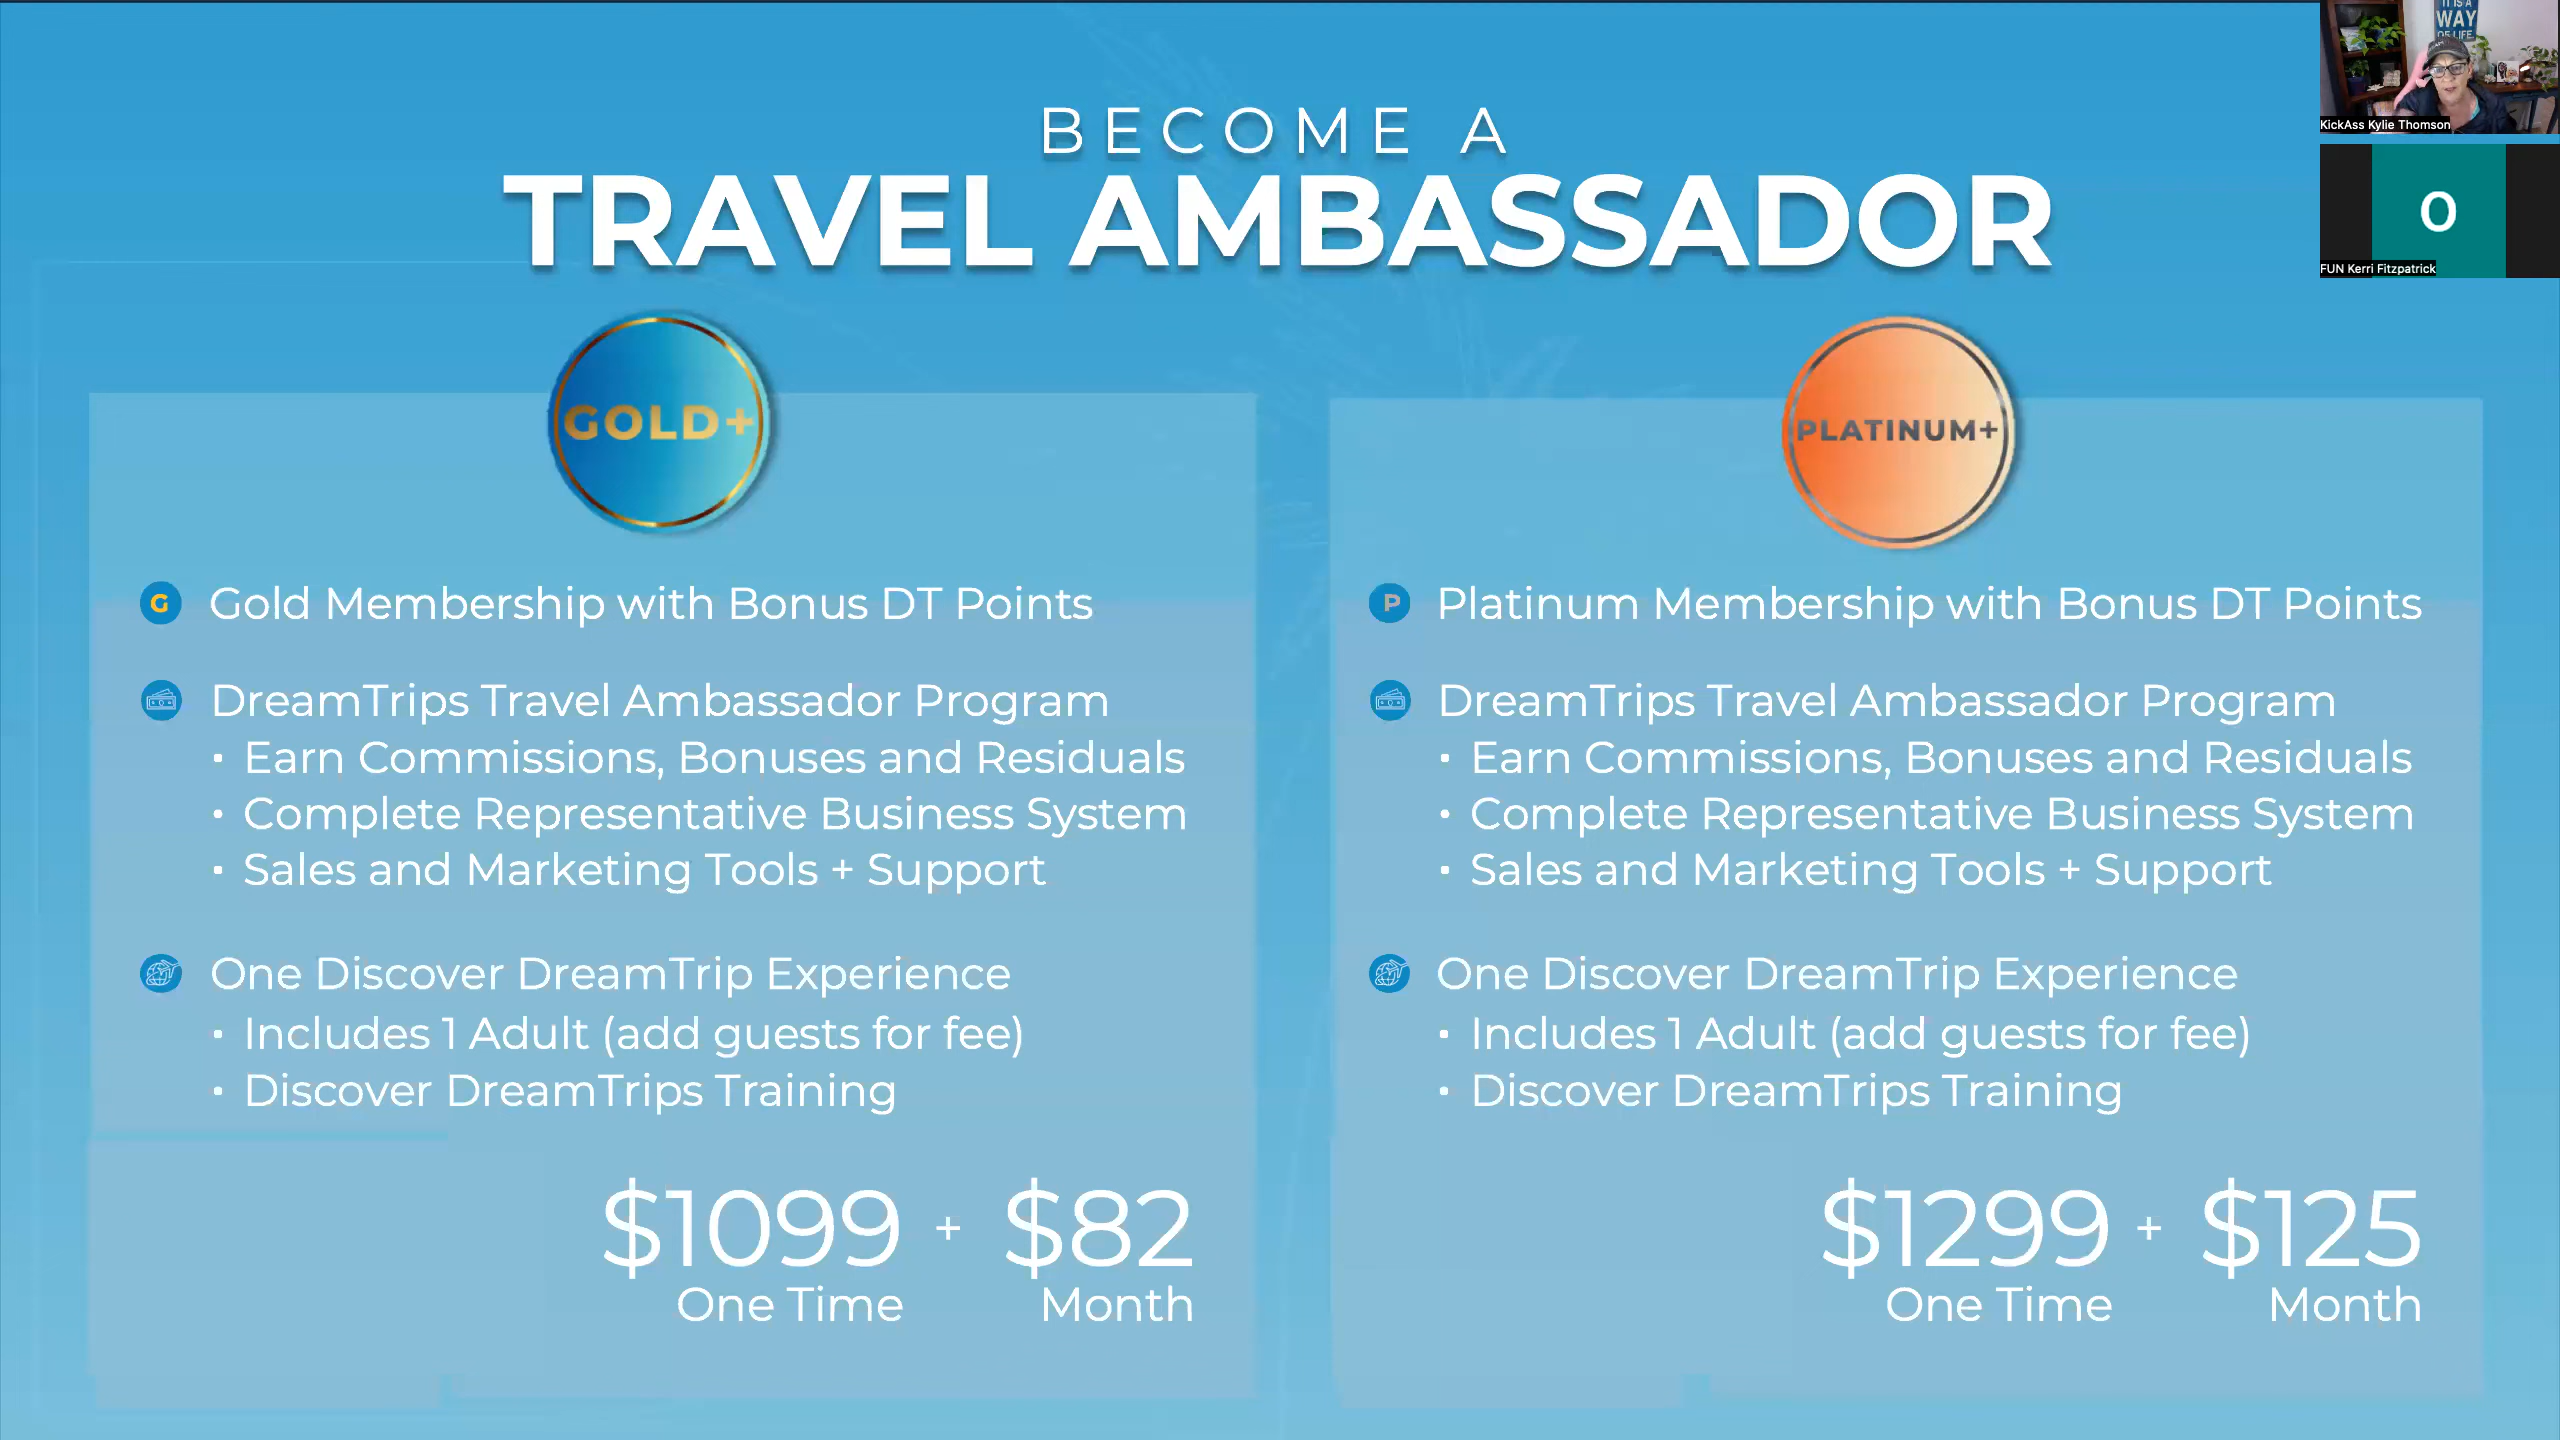 BECOME A
TRAVEL AMBASSADOR
GOLD+
G Gold Membership with Bonus DT Points
DreamTrips Travel Ambassador Program
· Earn Commissions, Bonuses and Residuals
· Complete Representative Business System
· Sales and Marketing Tools + Support
One Discover DreamTrip Experience
· Includes 1 Adult (add guests for fee)
· Discover DreamTrips Training
$1099 + $82
One Time Month
PLATINUM+
P Platinum Membership with Bonus DT Points
DreamTrips Travel Ambassador Program
· Earn Commissions, Bonuses and Residuals
· Complete Representative Business System
· Sales and Marketing Tools + Support
One Discover DreamTrip Experience
· Includes 1 Adult (add guests for fee)
· Discover DreamTrips Training
$1299 + $125
One Time Month
IT IS A
WAY
OF LIFE
KickAss Kylie Thomson
O
FUN Kerri Fitzpatrick